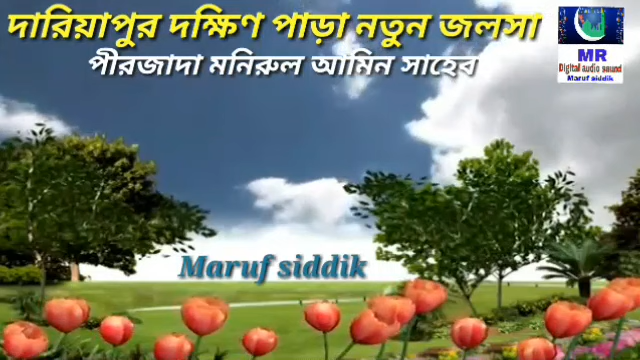 দারিয়াপুর দক্ষিণ পাড়া নতুন জলসা
পীরজাদা মনিরুল আমিন সাহেব
MR
Digital audio sound
Maruf siddik
Maruf siddik